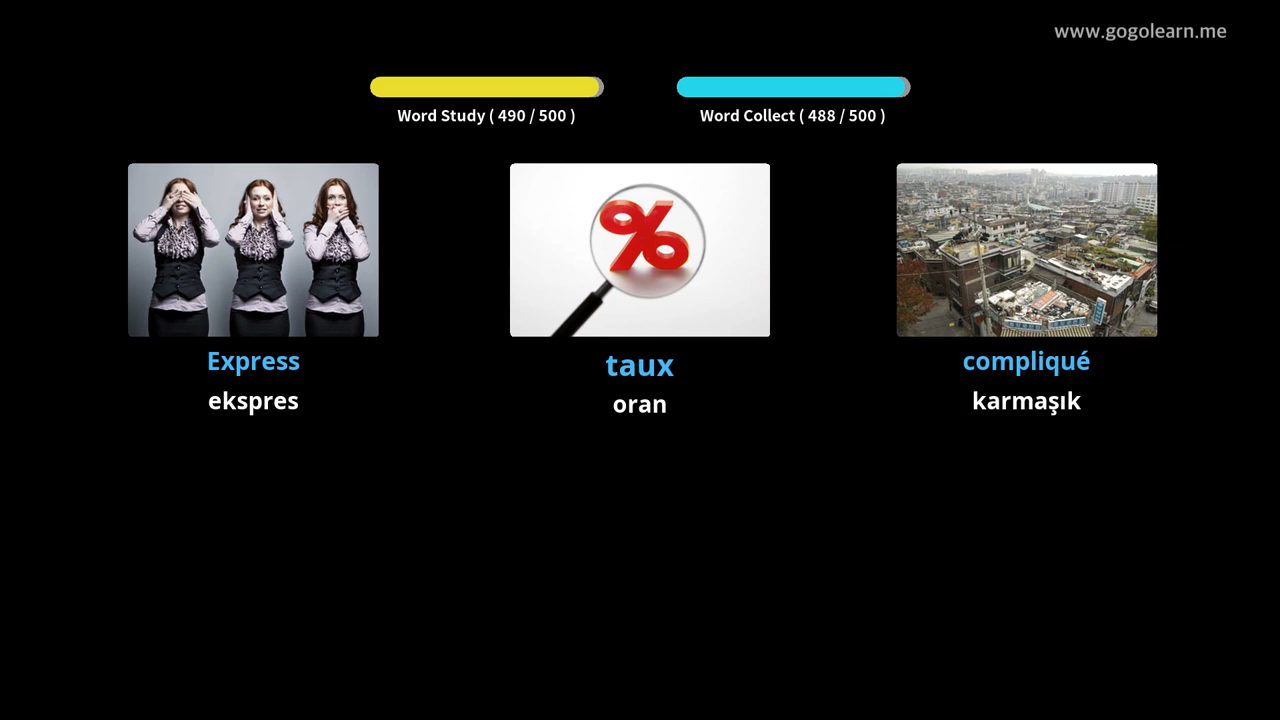 www.gogolearn.me
Word Study ( 490 / 500 )
Word Collect ( 488 / 500 )
%
Express
taux
compliqué
ekspres
oran
karmaşık